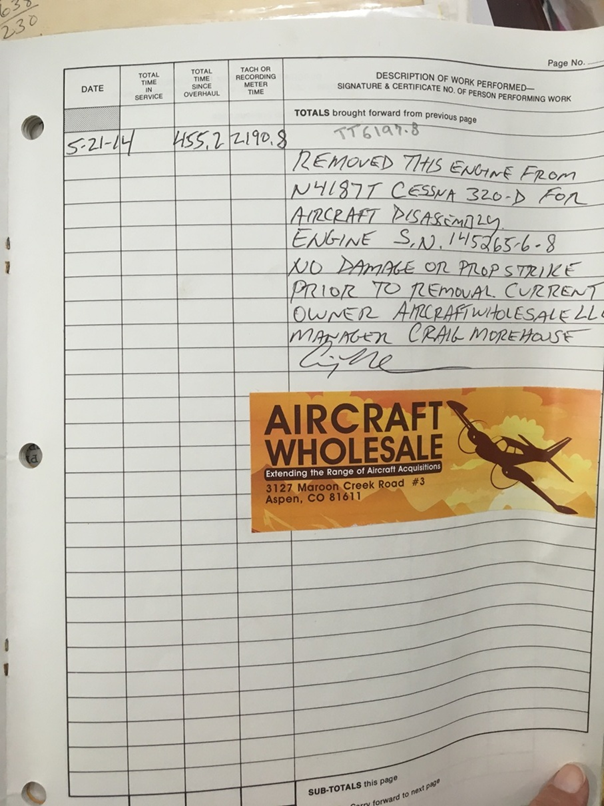 638
230
Page No.
DATE
TOTAL TIME IN SERVICE
TOTAL TIME SINCE OVERHAUL
TACH OR RECORDING METER TIME
DESCRIPTION OF WORK PERFORMED—
SIGNATURE & CERTIFICATE NO. OF PERSON PERFORMING WORK
TOTALS brought forward from previous page
TT6197.8
5-21-14 455.2 2190.8
REMOVED THIS ENGINE FROM
N4187T CESSNA 320-D FOR
AIRCRAFT DISASSEMBLY
ENGINE S.N. 145265-6-8
NO DAMAGE OR PROP STRIKE
PRIOR TO REMOVAL. CURRENT
OWNER AIRCRAFTWHOLESALE LLC
MANAGER CRAIG MOREHOUSE
AIRCRAFT
WHOLESALE
Extending the Range of Aircraft Acquisitions
3127 Maroon Creek Road #3
Aspen, CO 81611
SUB-TOTALS this page
Carry forward to next page